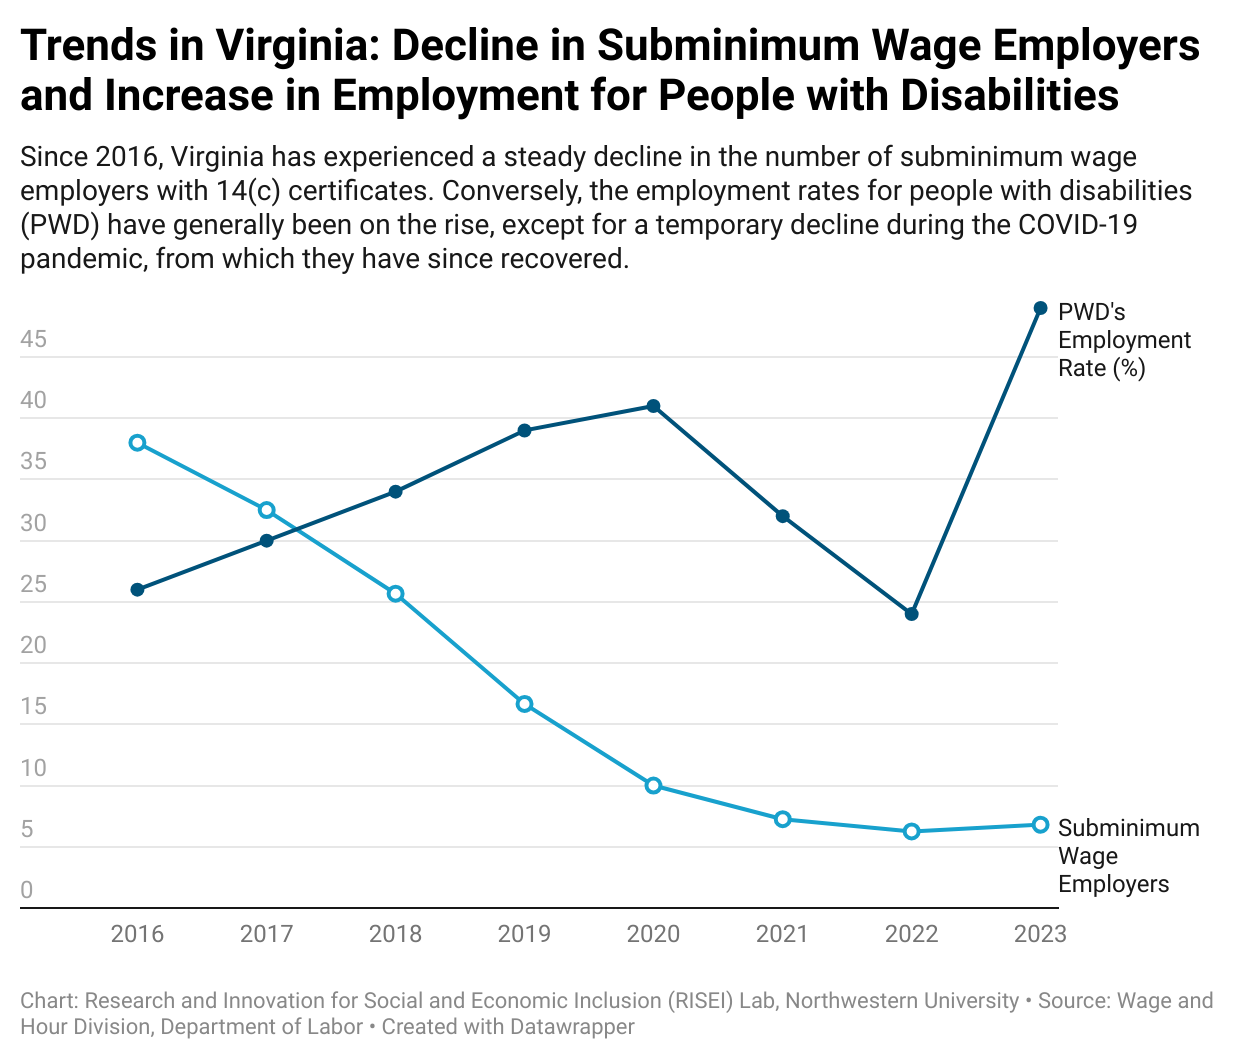 Trends in Virginia: Decline in Subminimum Wage Employers
and Increase in Employment for People with Disabilities
Since 2016, Virginia has experienced a steady decline in the number of subminimum wage
employers with 14(c) certificates. Conversely, the employment rates for people with disabilities
(PWD) have generally been on the rise, except for a temporary decline during the COVID-19
pandemic, from which they have since recovered.
PWD's
Employment
Rate (%)
45
40
35
30
25
20
15
10
5
0
Subminimum
Wage
Employers
2016 2017 2018 2019 2020 2021 2022 2023
Chart: Research and Innovation for Social and Economic Inclusion (RISEI) Lab, Northwestern University • Source: Wage and
Hour Division, Department of Labor • Created with Datawrapper